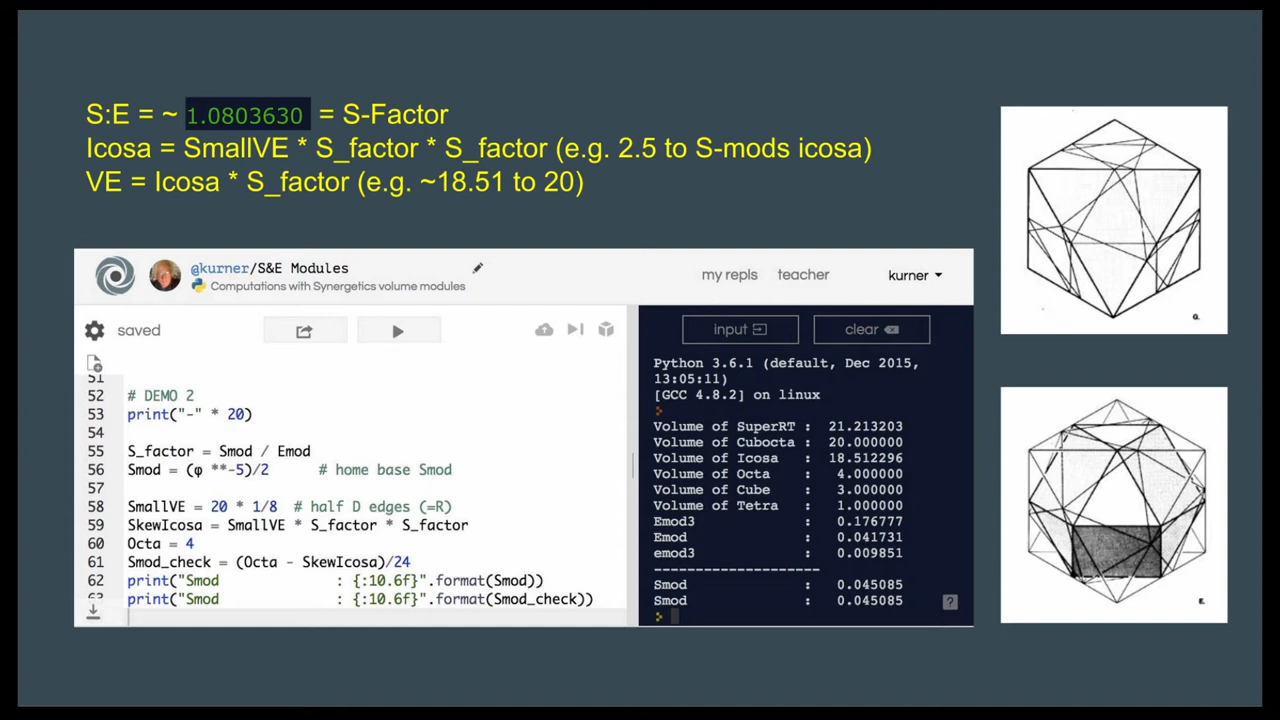 S:E = ~ 1.0803630 = S-Factor
Icosa = SmallVE * S_factor * S_factor (e.g. 2.5 to S-mods icosa)
VE = Icosa * S_factor (e.g. ~18.51 to 20)
@kurner/S&E Modules
Computations with Synergetics volume modules
my repls teacher kurner
saved
51
52 # DEMO 2
53 print("-" * 20)
54
55 S_factor = Smod / Emod
56 Smod = (φ **-5)/2 # home base Smod
57
58 SmallVE = 20 * 1/8 # half D edges (=R)
59 SkewIcosa = SmallVE * S_factor * S_factor
60 Octa = 4
61 Smod_check = (Octa - SkewIcosa)/24
62 print("Smod : {:10.6f}".format(Smod))
63 print("Smod : {:10.6f}".format(Smod_check))
input clear
Python 3.6.1 (default, Dec 2015,
13:05:11)
[GCC 4.8.2] on linux
Volume of SuperRT : 21.213203
Volume of Cubocta : 20.000000
Volume of Icosa : 18.512296
Volume of Octa : 4.000000
Volume of Cube : 3.000000
Volume of Tetra : 1.000000
Emod3 : 0.176777
Emod : 0.041731
emod3 : 0.009851
--------------------
Smod : 0.045085
Smod : 0.045085
?
G.
E.